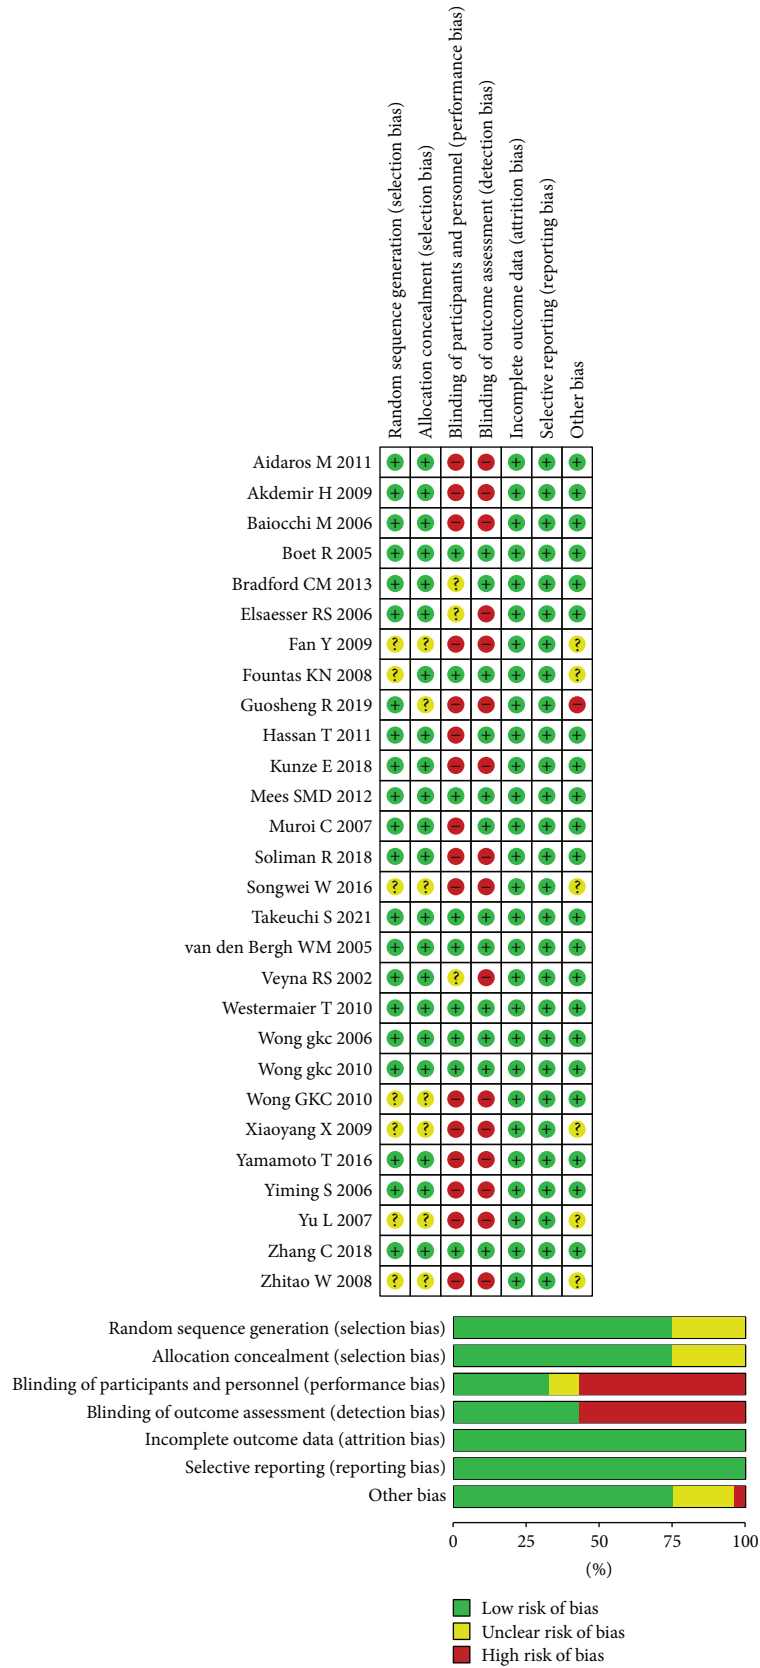 Random sequence generation (selection bias)
Allocation concealment (selection bias)
Blinding of participants and personnel (performance bias)
Blinding of outcome assessment (detection bias)
Incomplete outcome data (attrition bias)
Selective reporting (reporting bias)
Other bias
Aidaros M 2011 + + – – + + +
Akdemir H 2009 + + – – + + +
Baiocchi M 2006 + + – – + + +
Boet R 2005 + + + + + + +
Bradford CM 2013 + + ? + + + +
Elsaesser RS 2006 + + ? – + + +
Fan Y 2009 ? ? – – + + ?
Fountas KN 2008 ? + + + + + ?
Guosheng R 2019 + ? – – + + –
Hassan T 2011 + + – + + + +
Kunze E 2018 + + – – + + +
Mees SMD 2012 + + + + + + +
Muroi C 2007 + + – + + + +
Soliman R 2018 + + – – + + +
Songwei W 2016 ? ? – – + + ?
Takeuchi S 2021 + + + + + + +
van den Bergh WM 2005 + + + + + + +
Veyna RS 2002 + + ? – + + +
Westermaier T 2010 + + + + + + +
Wong gkc 2006 + + + + + + +
Wong gkc 2010 + + + + + + +
Wong GKC 2010 ? ? – – + + +
Xiaoyang X 2009 ? ? – – + + ?
Yamamoto T 2016 + + – – + + +
Yiming S 2006 + + – – + + +
Yu L 2007 ? ? – – + + ?
Zhang C 2018 + + + + + + +
Zhitao W 2008 ? ? – – + + ?
Random sequence generation (selection bias)
Allocation concealment (selection bias)
Blinding of participants and personnel (performance bias)
Blinding of outcome assessment (detection bias)
Incomplete outcome data (attrition bias)
Selective reporting (reporting bias)
Other bias
0 25 50 75 100
(%)
Low risk of bias
Unclear risk of bias
High risk of bias